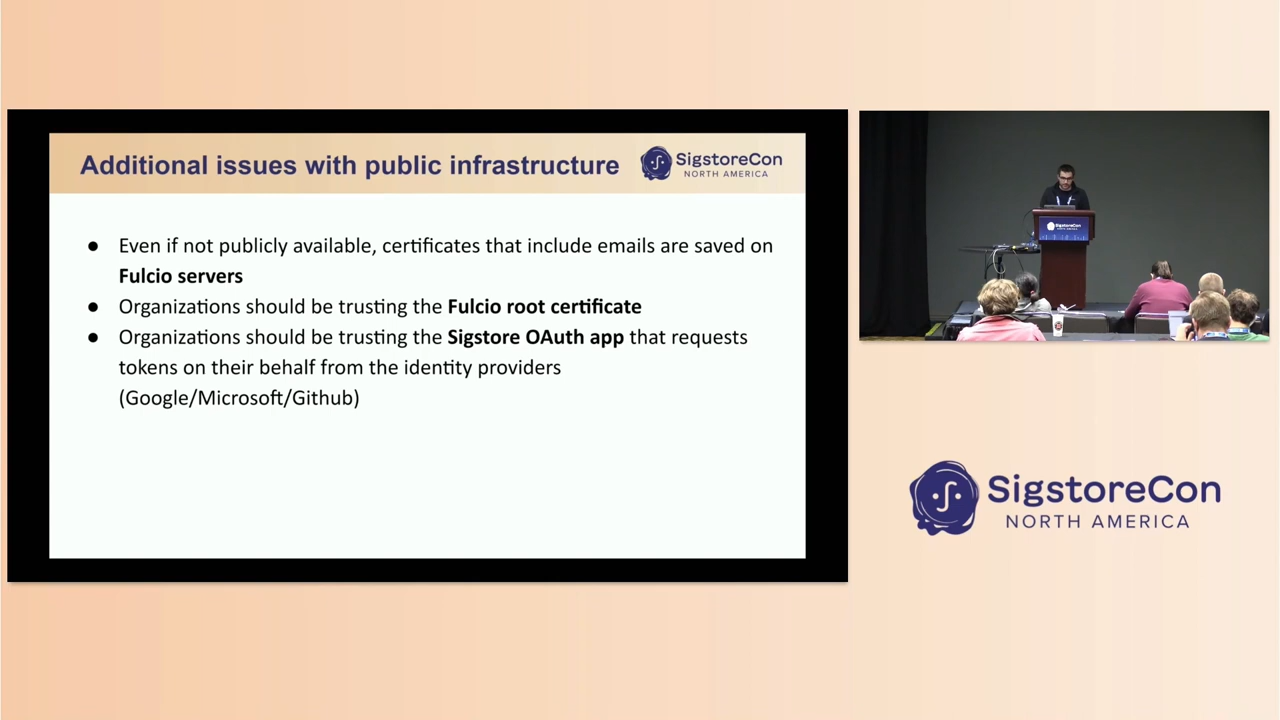 Additional issues with public infrastructure
SigstoreCon
NORTH AMERICA
● Even if not publicly available, certificates that include emails are saved on
Fulcio servers
● Organizations should be trusting the Fulcio root certificate
● Organizations should be trusting the Sigstore OAuth app that requests
tokens on their behalf from the identity providers
(Google/Microsoft/Github)
SigstoreCon
NORTH AMERICA